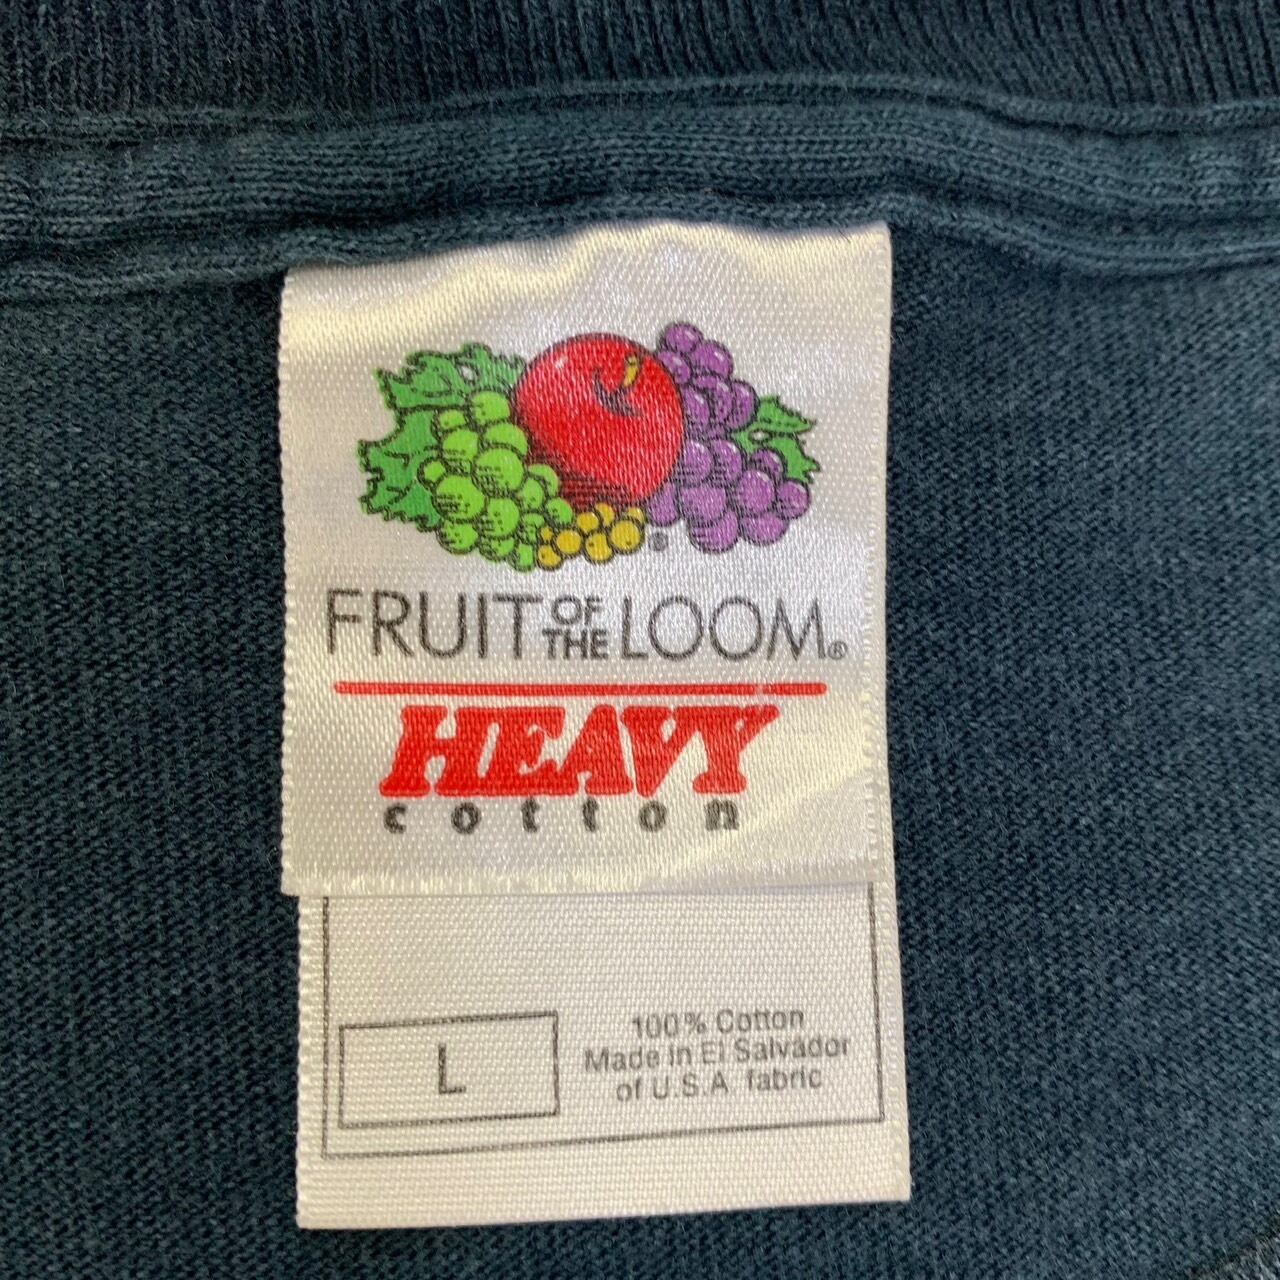 ®
FRUIT OF THE LOOM®
HEAVY
cotton
L
100% Cotton
Made in El Salvador
of U.S.A. fabric